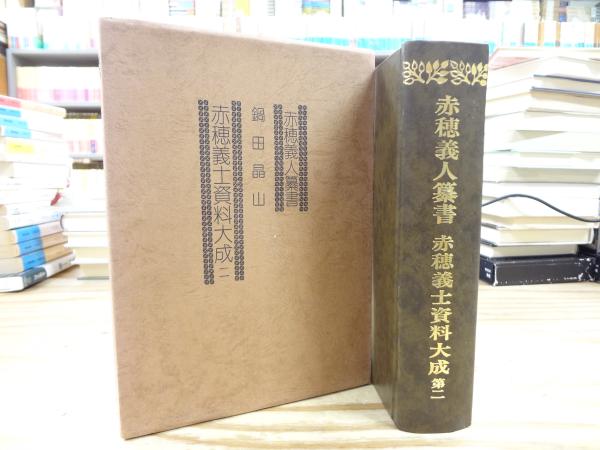 赤穂義人纂書
鍋田晶山
赤穂義士資料大成 二
赤穂義人纂書 赤穂義士資料大成 第二